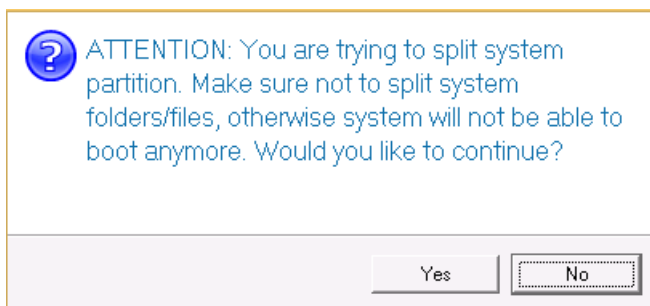 ATTENTION: You are trying to split system
partition. Make sure not to split system
folders/files, otherwise system will not be able to
boot anymore. Would you like to continue?
Yes
No